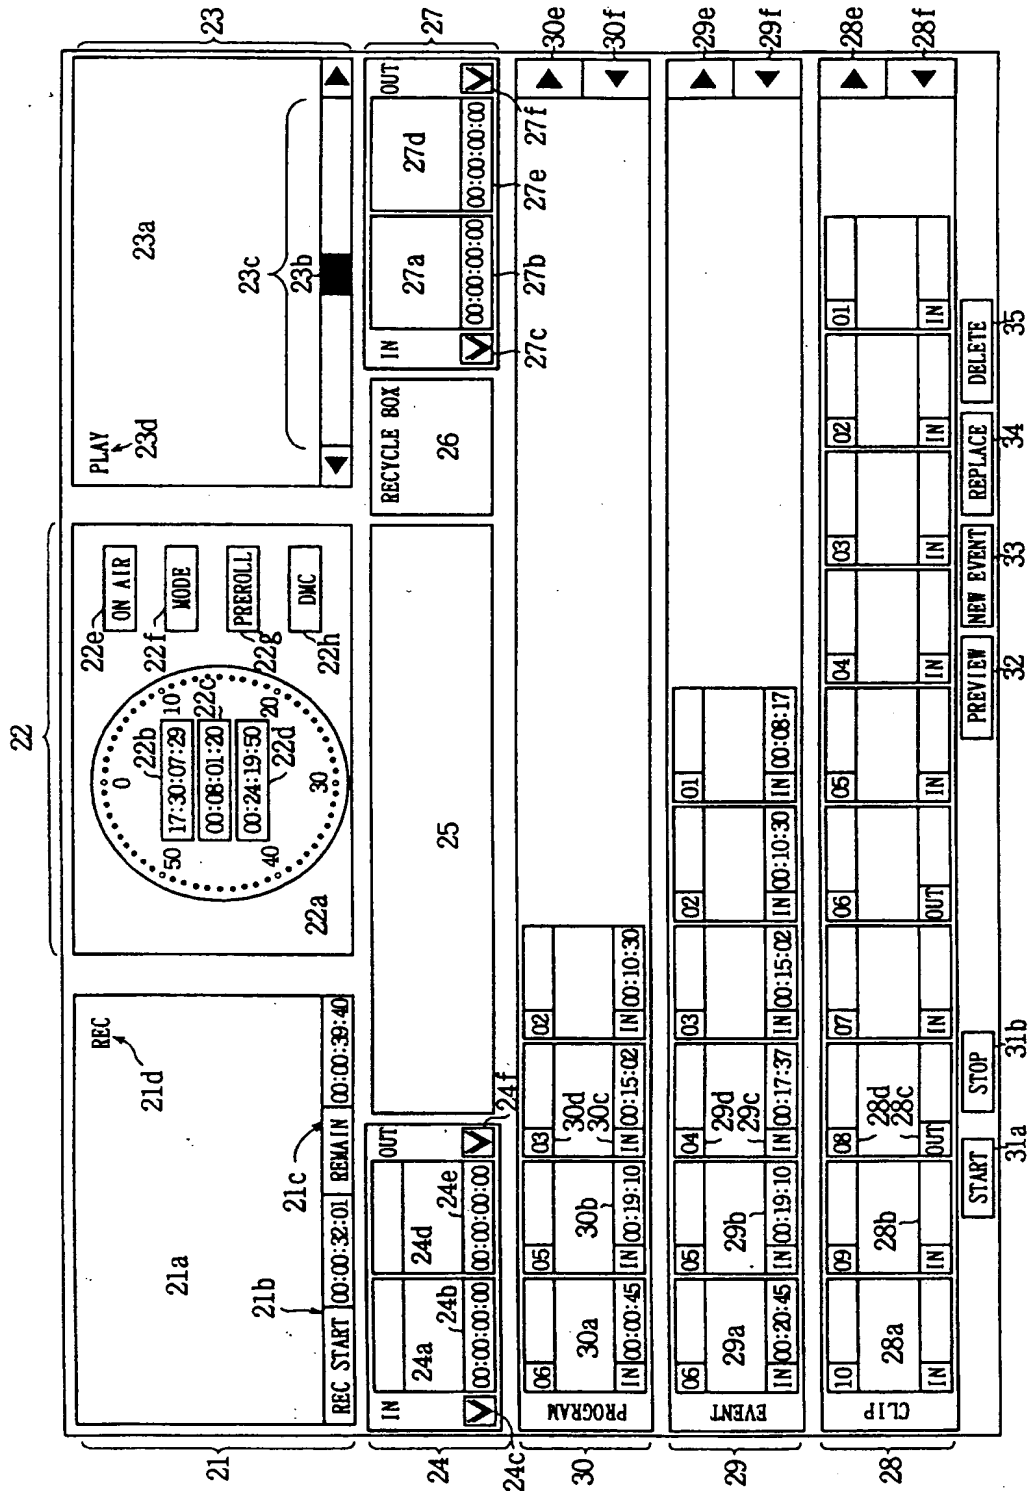 22
21
21a
21d
REC
21b
21c
REC START
00:00:32:01
REMAIN
00:00:39:40
22a
0
10
20
30
40
50
22b
17:30:07:29
22c
00:08:01:20
00:24:19:50
22d
22e
ON AIR
22f
MODE
PREROLL
22g
DMC
22h
23
PLAY
23d
23a
23c
23b
24
IN
24a
24b
00:00:00:00
24c
24d
24e
00:00:00:00
OUT
24f
25
RECYCLE BOX
26
27
IN
27a
00:00:00:00
27b
27c
27d
00:00:00:00
27e
OUT
27f
30
PROGRAM
06
30a
IN 00:00:45
05
30b
IN 00:19:10
03
30d
30c
IN 00:15:02
02
IN 00:10:30
30e
30f
29
EVENT
06
29a
IN 00:20:45
05
29b
IN 00:19:10
04
29d
29c
IN 00:17:37
03
IN 00:15:02
02
IN 00:10:30
01
IN 00:08:17
29e
29f
28
CLIP
10
28a
IN
09
28b
IN
08
28d
28c
OUT
07
IN
06
OUT
05
IN
04
IN
03
IN
02
IN
01
IN
28e
28f
START
31a
STOP
31b
PREVIEW
32
NEW EVENT
33
REPLACE
34
DELETE
35